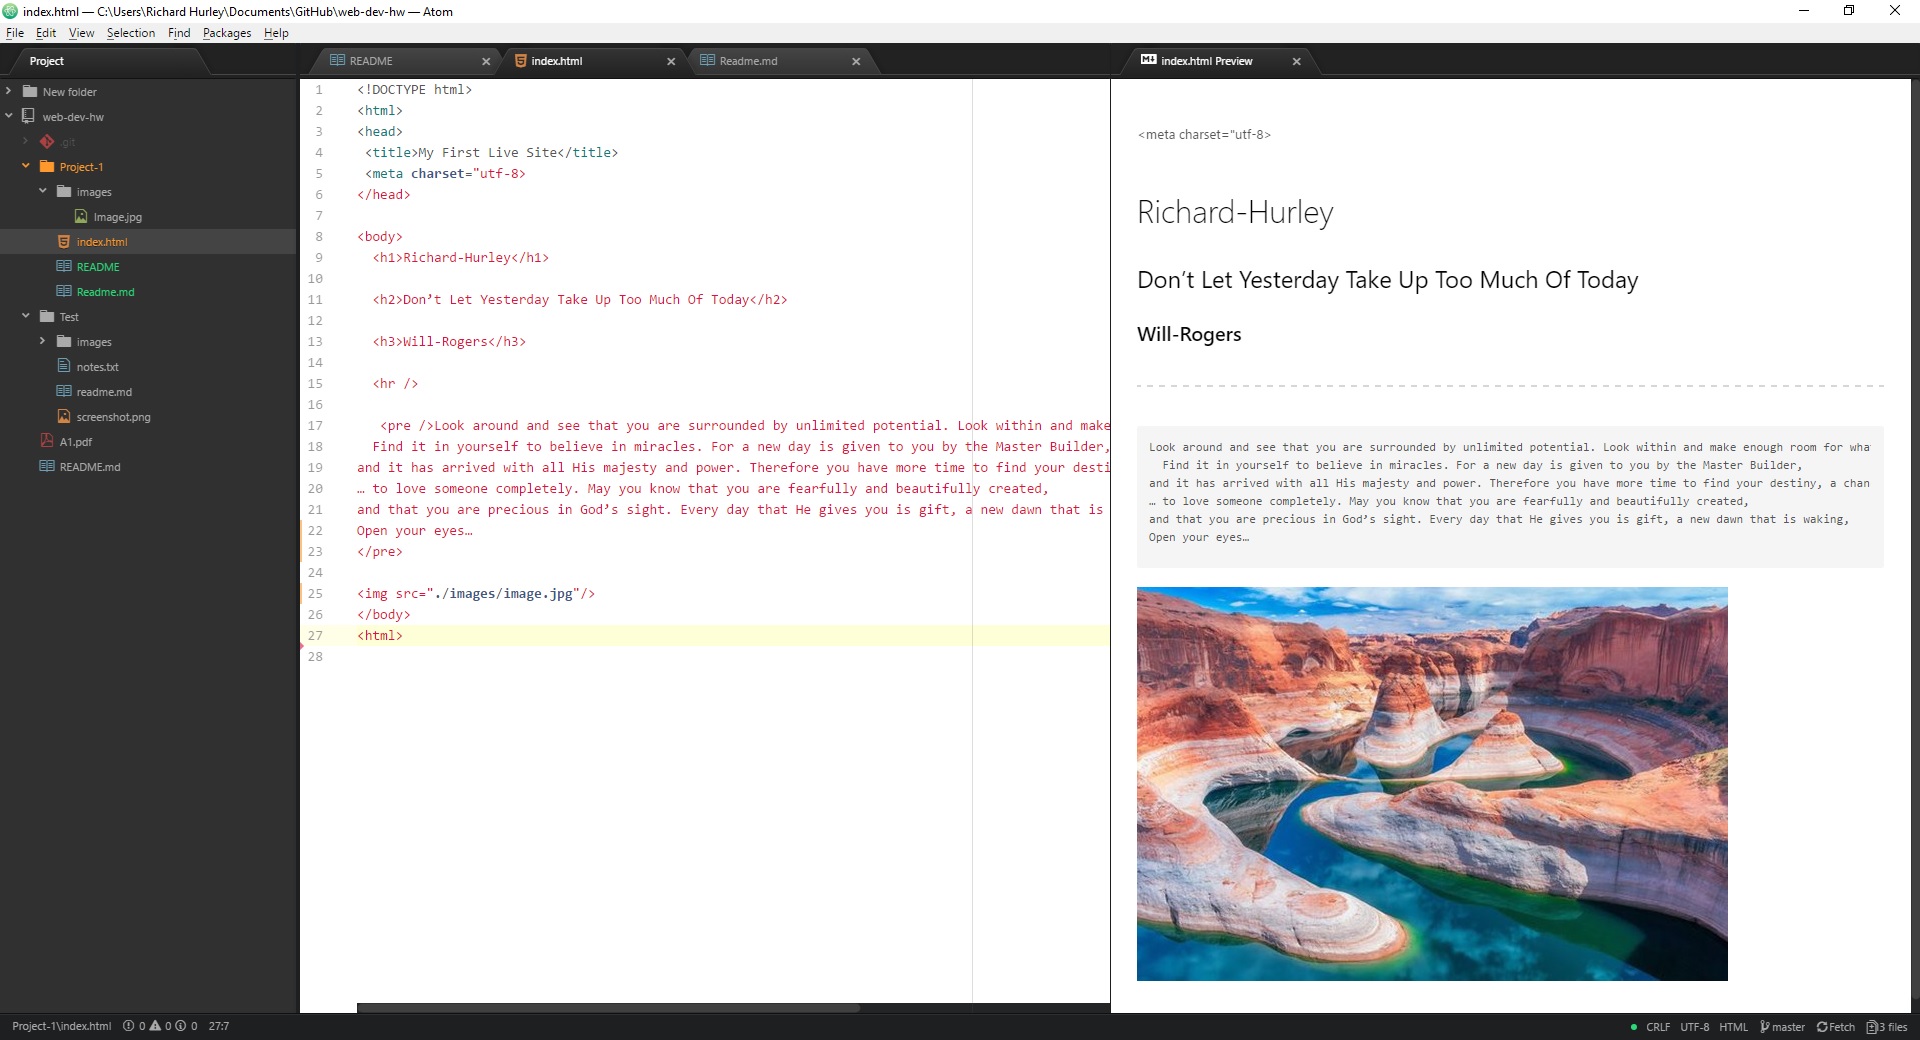 index.html — C:\Users\Richard Hurley\Documents\GitHub\web-dev-hw — Atom
File Edit View Selection Find Packages Help
Project
New folder
web-dev-hw
.git
Project-1
images
Image.jpg
index.html
README
Readme.md
Test
images
notes.txt
readme.md
screenshot.png
A1.pdf
README.md
README index.html Readme.md
1 <!DOCTYPE html>
2 <html>
3 <head>
4 <title>My First Live Site</title>
5 <meta charset="utf-8>
6 </head>
7
8 <body>
9 <h1>Richard-Hurley</h1>
10
11 <h2>Don’t Let Yesterday Take Up Too Much Of Today</h2>
12
13 <h3>Will-Rogers</h3>
14
15 <hr />
16
17 <pre />Look around and see that you are surrounded by unlimited potential. Look within and make
18 Find it in yourself to believe in miracles. For a new day is given to you by the Master Builder,
19 and it has arrived with all His majesty and power. Therefore you have more time to find your desti
20 … to love someone completely. May you know that you are fearfully and beautifully created,
21 and that you are precious in God’s sight. Every day that He gives you is gift, a new dawn that is
22 Open your eyes…
23 </pre>
24
25 <img src="./images/image.jpg"/>
26 </body>
27 <html>
28
index.html Preview
<meta charset="utf-8>
Richard-Hurley
Don’t Let Yesterday Take Up Too Much Of Today
Will-Rogers
Look around and see that you are surrounded by unlimited potential. Look within and make enough room for wha
Find it in yourself to believe in miracles. For a new day is given to you by the Master Builder,
and it has arrived with all His majesty and power. Therefore you have more time to find your destiny, a chan
… to love someone completely. May you know that you are fearfully and beautifully created,
and that you are precious in God’s sight. Every day that He gives you is gift, a new dawn that is waking,
Open your eyes…
Project-1\index.html 0 0 0 27:7
CRLF UTF-8 HTML master Fetch 3 files